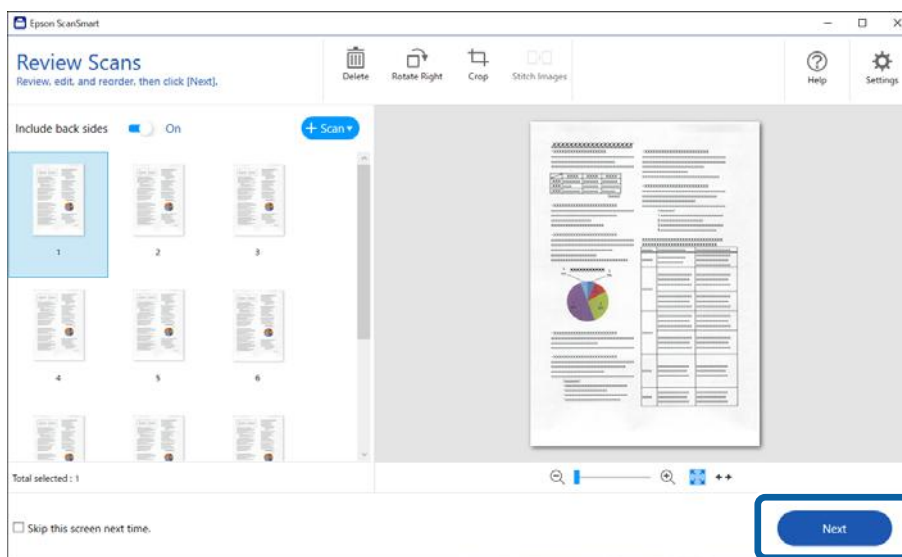 Epson ScanSmart
Review Scans
Review, edit, and reorder, then click [Next].
Delete
Rotate Right
Crop
Stitch Images
Help
Settings
Include back sides
On
+ Scan
1
2
3
4
5
6
Total selected : 1
Skip this screen next time.
Next